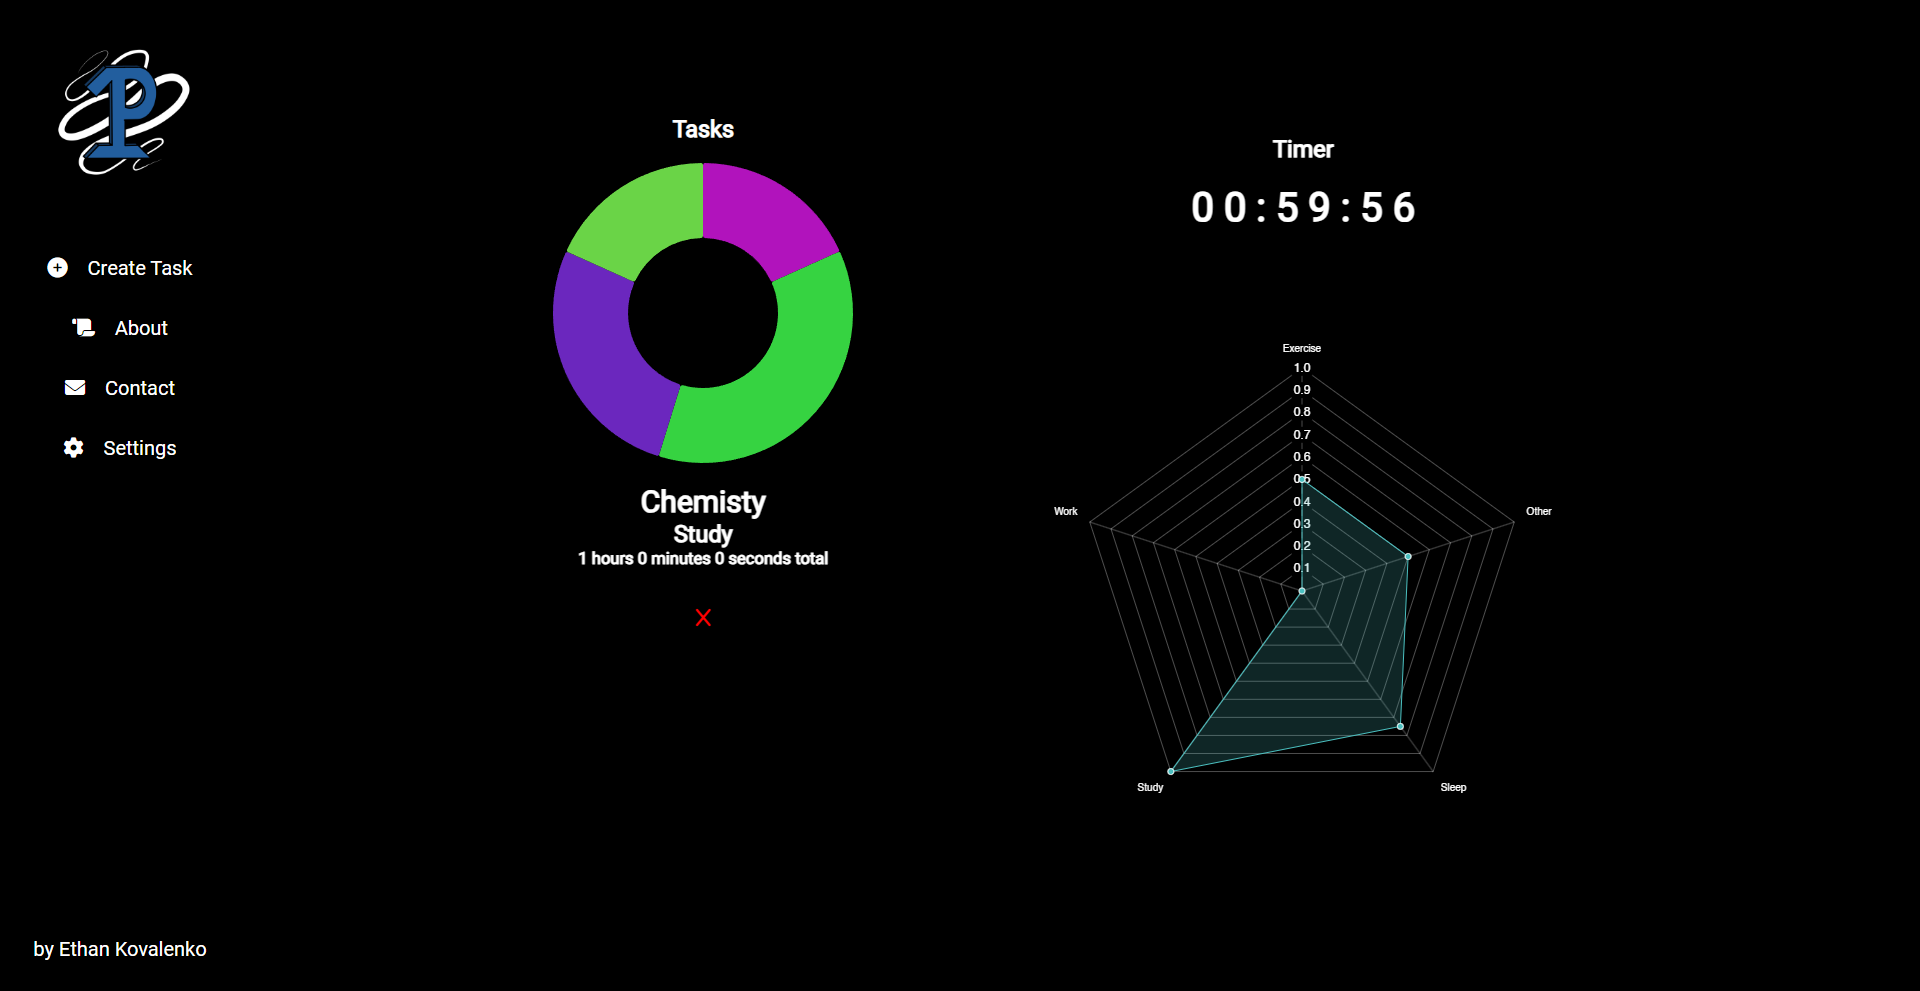 P
Create Task
About
Contact
Settings
by Ethan Kovalenko
Tasks
Chemisty
Study
1 hours 0 minutes 0 seconds total
X
Timer
00:59:56
Exercise
1.0
0.9
0.8
0.7
0.6
0.5
0.4
0.3
0.2
0.1
Work
Other
Study
Sleep